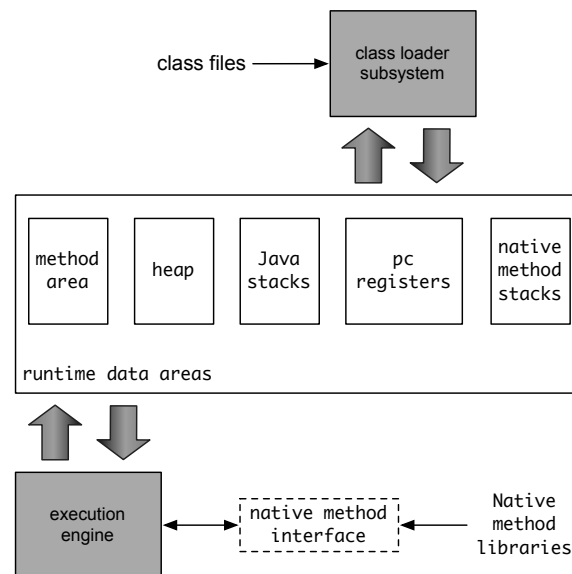 class files
class loader
subsystem
method
area
heap
Java
stacks
pc
registers
native
method
stacks
runtime data areas
execution
engine
native method
interface
Native
method
libraries